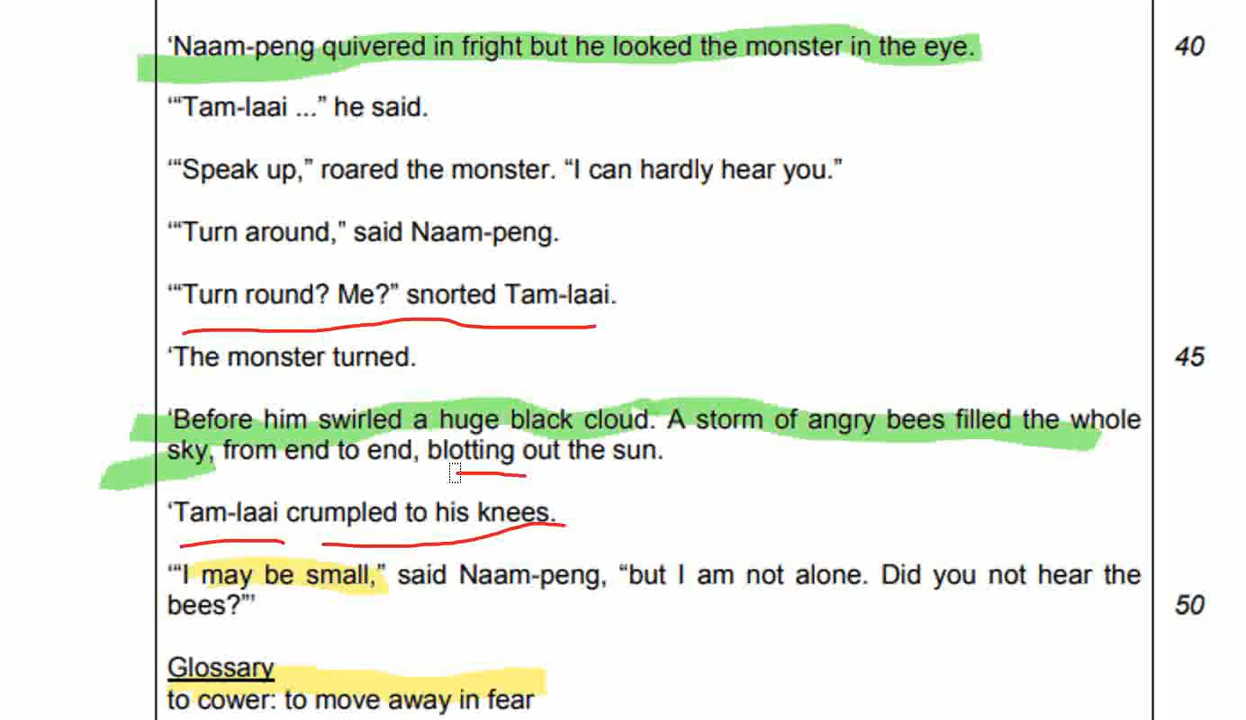 ‘Naam-peng quivered in fright but he looked the monster in the eye. 40
‘“Tam-laai ...” he said.
‘“Speak up,” roared the monster. “I can hardly hear you.”
‘“Turn around,” said Naam-peng.
‘“Turn round? Me?” snorted Tam-laai.
‘The monster turned. 45
‘Before him swirled a huge black cloud. A storm of angry bees filled the whole
sky, from end to end, blotting out the sun.
‘Tam-laai crumpled to his knees.
‘“I may be small,” said Naam-peng, “but I am not alone. Did you not hear the
bees?”’ 50
Glossary
to cower: to move away in fear